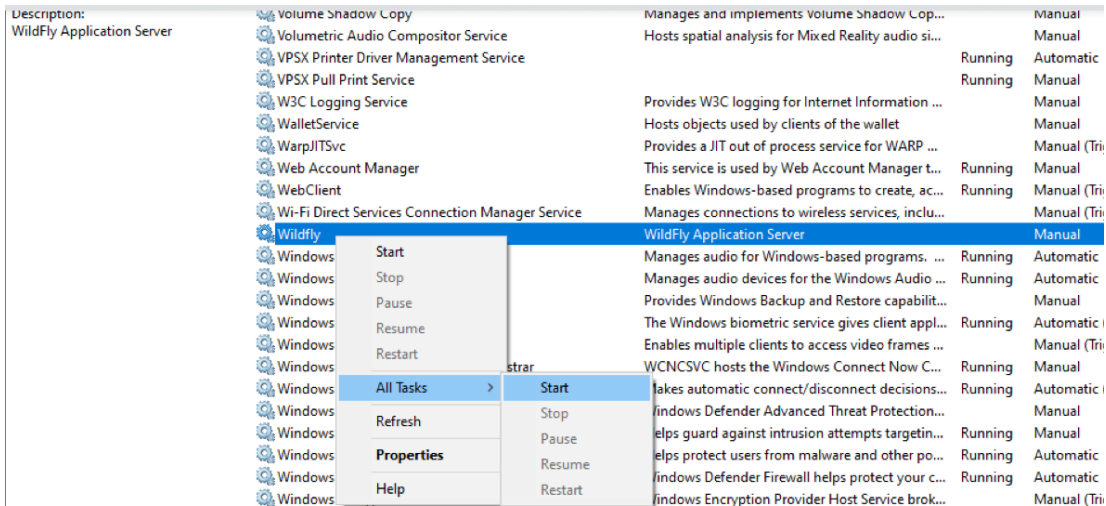 Description:
WildFly Application Server
Volume Shadow Copy Manages and implements Volume Shadow Cop... Manual
Volumetric Audio Compositor Service Hosts spatial analysis for Mixed Reality audio si... Manual
VPSX Printer Driver Management Service Running Automatic
VPSX Pull Print Service Running Manual
W3C Logging Service Provides W3C logging for Internet Information ... Manual
WalletService Hosts objects used by clients of the wallet Manual
WarpJITSvc Provides a JIT out of process service for WARP ... Manual (Tri
Web Account Manager This service is used by Web Account Manager t... Running Manual
WebClient Enables Windows-based programs to create, ac... Running Manual (Tri
Wi-Fi Direct Services Connection Manager Service Manages connections to wireless services, inclu... Manual (Tri
Wildfly WildFly Application Server Manual
Windows Manages audio for Windows-based programs. ... Running Automatic
Windows Manages audio devices for the Windows Audio ... Running Automatic
Windows Provides Windows Backup and Restore capabilit... Manual
Windows The Windows biometric service gives client appl... Running Automatic (
Windows Enables multiple clients to access video frames ... Manual (Tri
Windows strar WCNCSVC hosts the Windows Connect Now C... Running Manual
Windows akes automatic connect/disconnect decisions... Running Automatic (
Windows indows Defender Advanced Threat Protection... Manual
Windows elps guard against intrusion attempts targetin... Running Manual
Windows elps protect users from malware and other po... Running Automatic
Windows indows Defender Firewall helps protect your c... Running Automatic
Windows indows Encryption Provider Host Service brok... Manual (Tri
Start
Stop
Pause
Resume
Restart
All Tasks >
Refresh
Properties
Help
Start
Stop
Pause
Resume
Restart